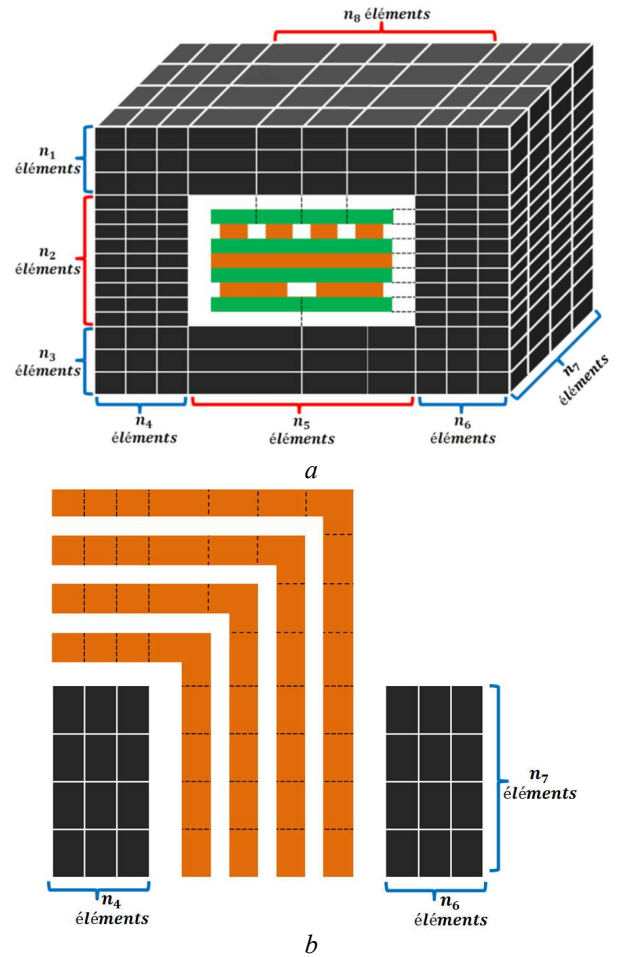 n₈ éléments
n₁
éléments
n₂
éléments
n₃
éléments
n₄
éléments
n₅
éléments
n₆
éléments
n₇
éléments
a
n₇
éléments
n₄
éléments
n₆
éléments
b